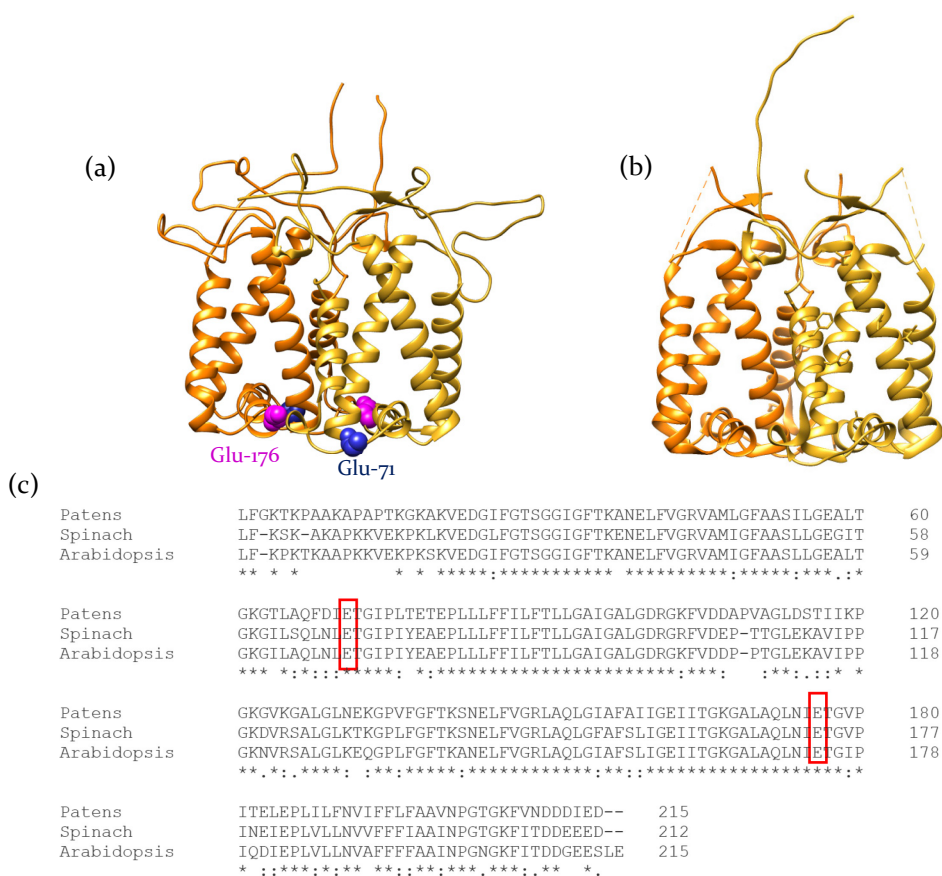 (a)
(b)
Glu-176
Glu-71
(c)
Patens LFGKTKPAAKAPAPTKGKAKVEDGIFGTSGGIGFTKANELFVGRVAMLGFAASILGEALT 60
Spinach LF-KSK-AKAPKKVEKPKLKVEDGLFGTSGGIGFTKENELFVGRVAMIGFAASLLGEGIT 58
Arabidopsis LF-KPKTKAAPKKVEKPKSKVEDGIFGTSGGIGFTKANELFVGRVAMIGFAASLLGEALT 59
** * * * * ***** *********** **********:*****:***.:*
Patens GKGTLAQFDIETGIPLTETEPLLLFFILFTLLGAIGALGDRGKFVDDAPVAGLDSTIIKP 120
Spinach GKGILSQLNLETGIPIYEAEPLLLFFILFTLLGAIGALGDRGRFVDEP-TTGLEKAVIPP 117
Arabidopsis GKGILAQLNLETGIPIYEAEPLLLFFILFTLLGAIGALGDRGKFVDDP-PTGLEKAVIPP 118
*** *:*:::*****: *:***********************:***: :**:.::* *
Patens GKGVKGALGLNEKGPVFGFTKSNELFVGRLAQLGIAFAIIGEIITGKGALAQLNIETGVP 180
Spinach GKDVRSALGLKTKGPLFGFTKSNELFVGRLAQLGFAFSLIGEIITGKGALAQLNIETGVP 177
Arabidopsis GKNVRSALGLKEQGPLFGFTKANELFVGRLAQLGIAFSLIGEIITGKGALAQLNIETGIP 178
**.*:.****: :**:*****:************:**::*******************:*
Patens ITELEPLILFNVIFFLFAAVNPGTGKFVNDDDIED-- 215
Spinach INEIEPLVLLNVVFFFIAAINPGTGKFITDDEEED-- 212
Arabidopsis IQDIEPLVLLNVAFFFFAAINPGNGKFITDDGEESLE 215
* ::***:*:** **::**:***.***:.** *.